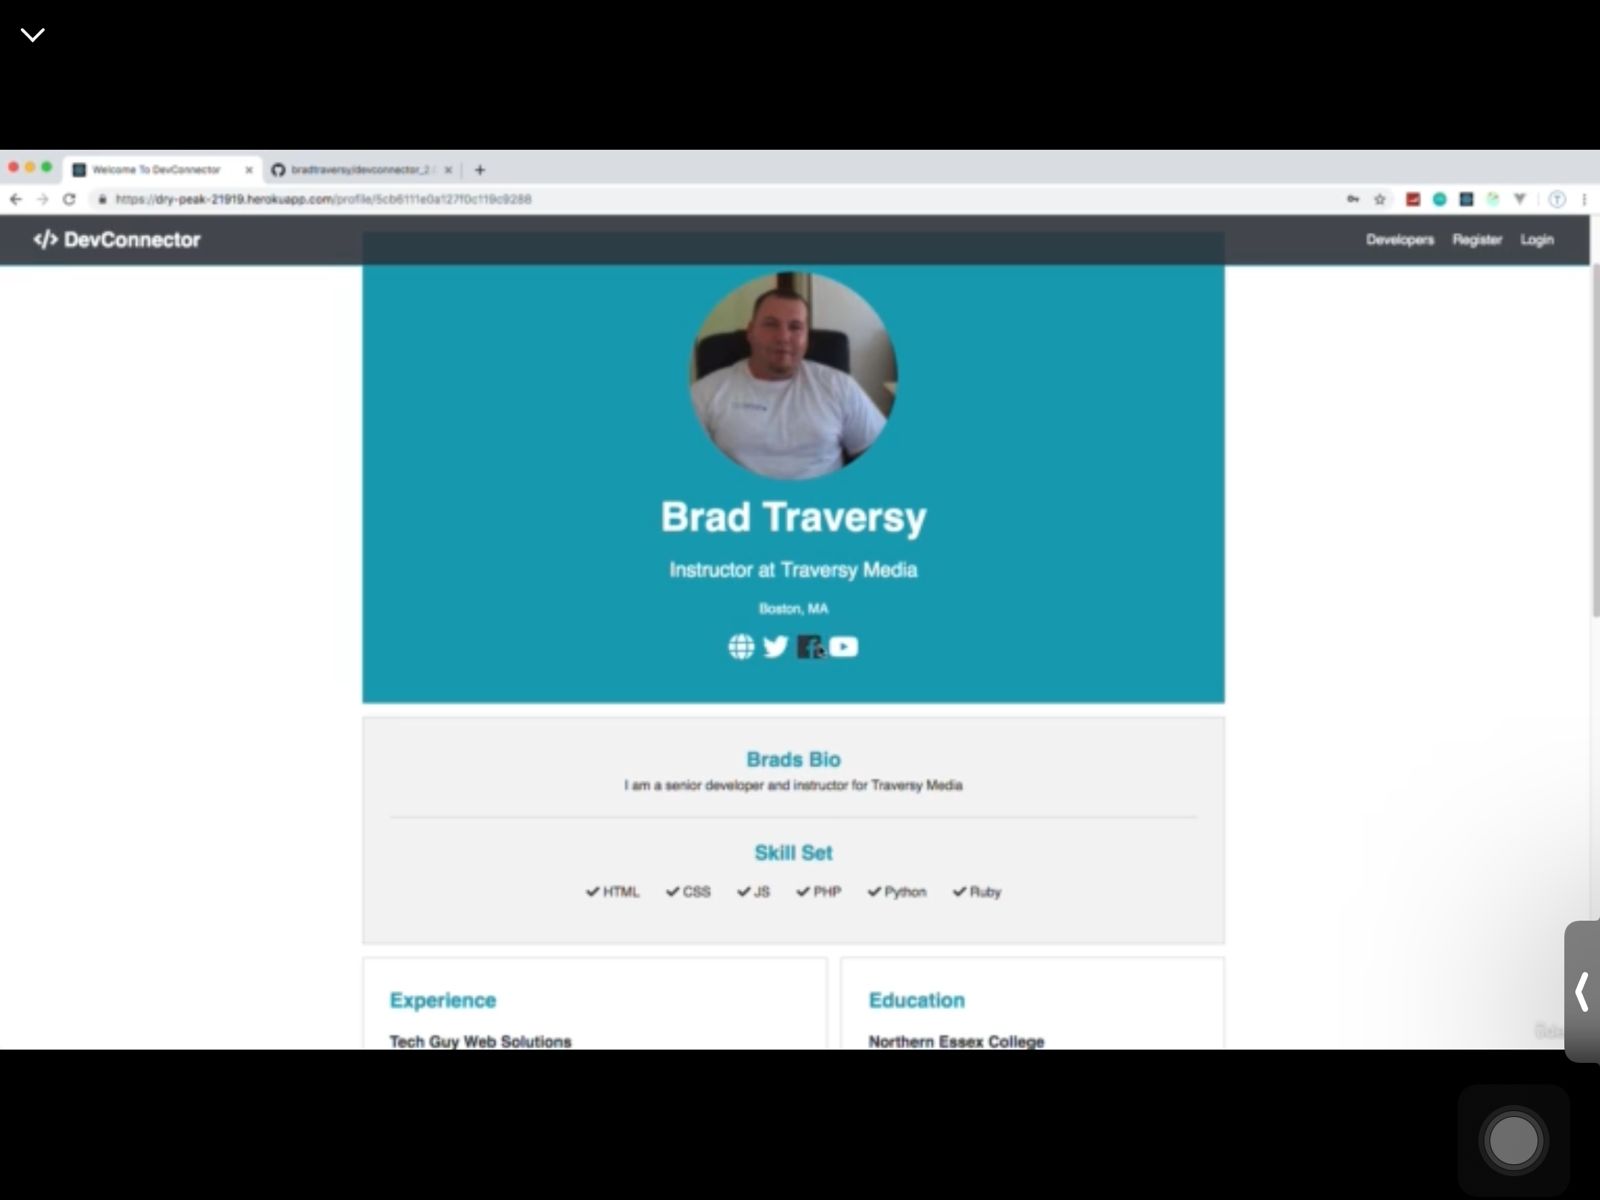 Welcome To DevConnector
bradtraversy/devconnector_2
https://dry-peak-21919.herokuapp.com/profile/5cb6111e0a127f0c119c9288
</> DevConnector
Developers Register Login
Brad Traversy
Instructor at Traversy Media
Boston, MA
Brads Bio
I am a senior developer and instructor for Traversy Media
Skill Set
HTML CSS JS PHP Python Ruby
Experience Education
Tech Guy Web Solutions Northern Essex College